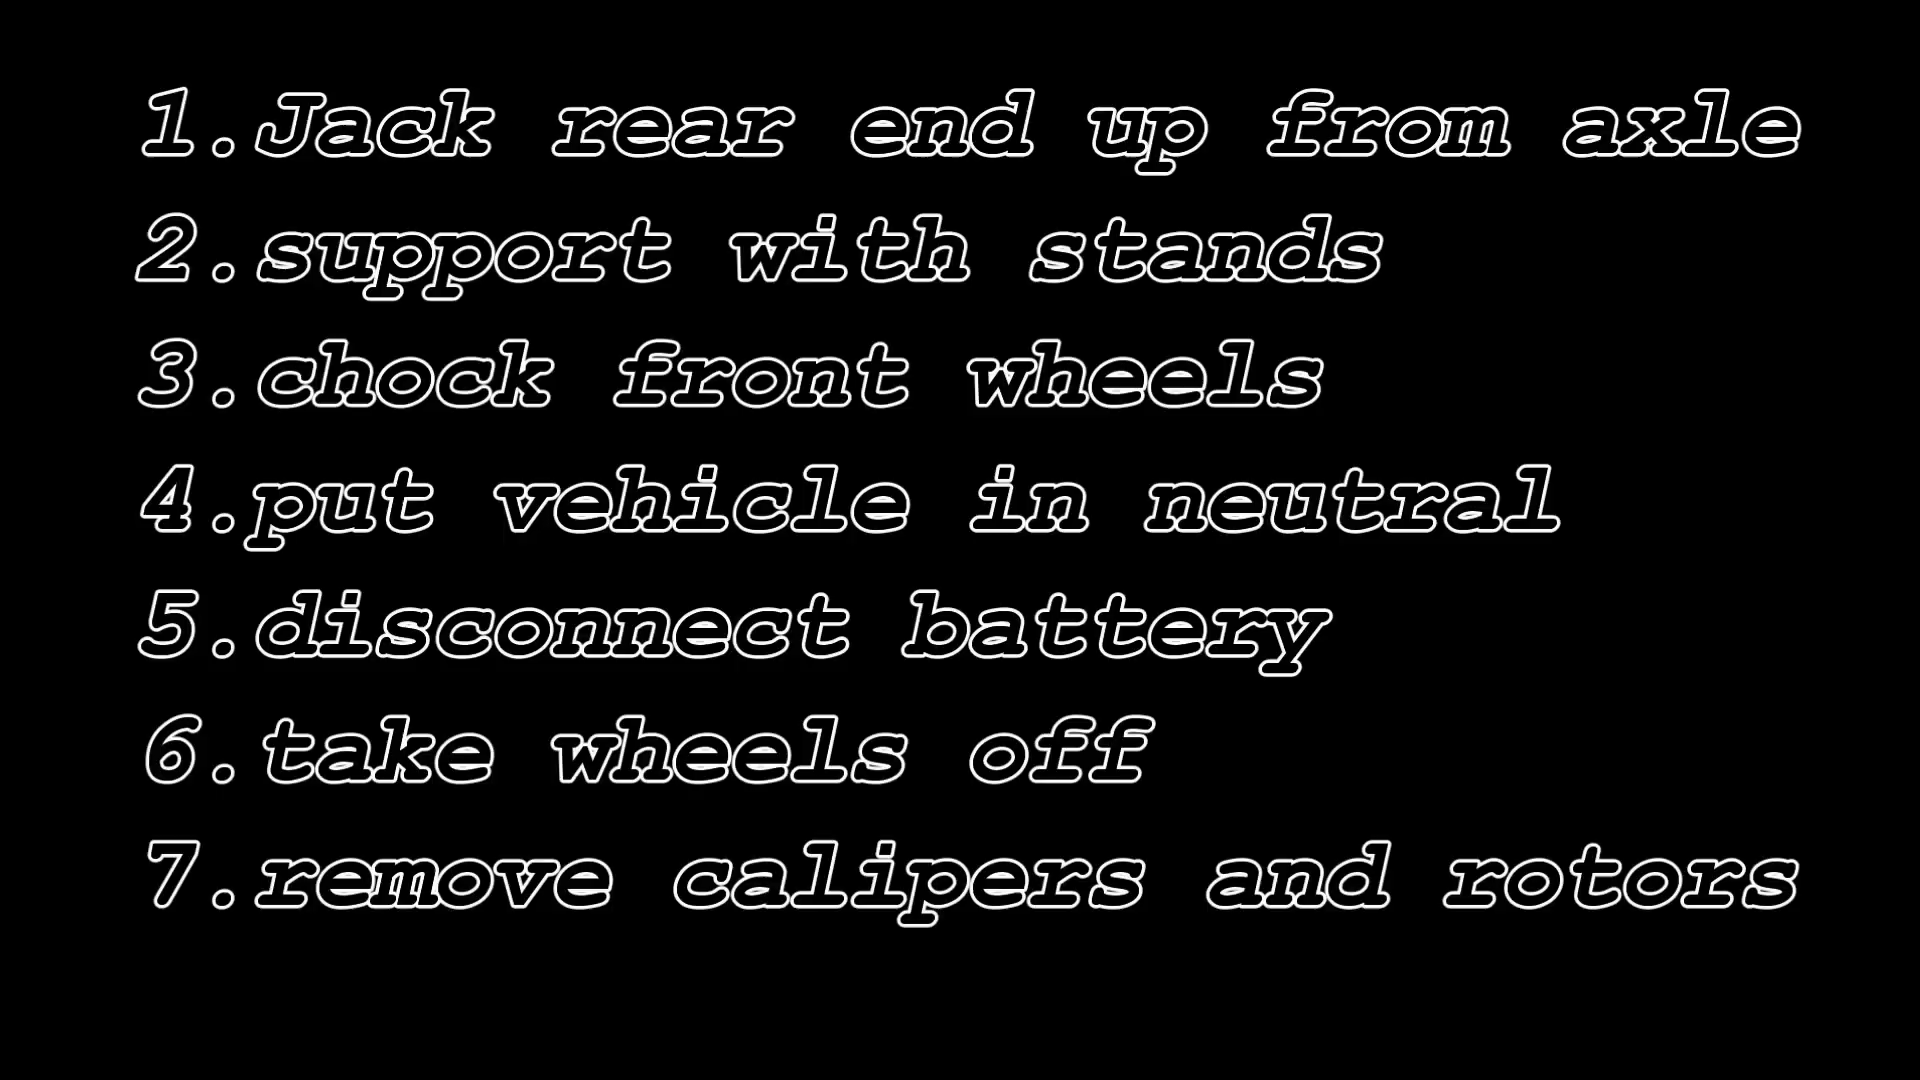 1.Jack rear end up from axle
2.support with stands
3.chock front wheels
4.put vehicle in neutral
5.disconnect battery
6.take wheels off
7.remove calipers and rotors